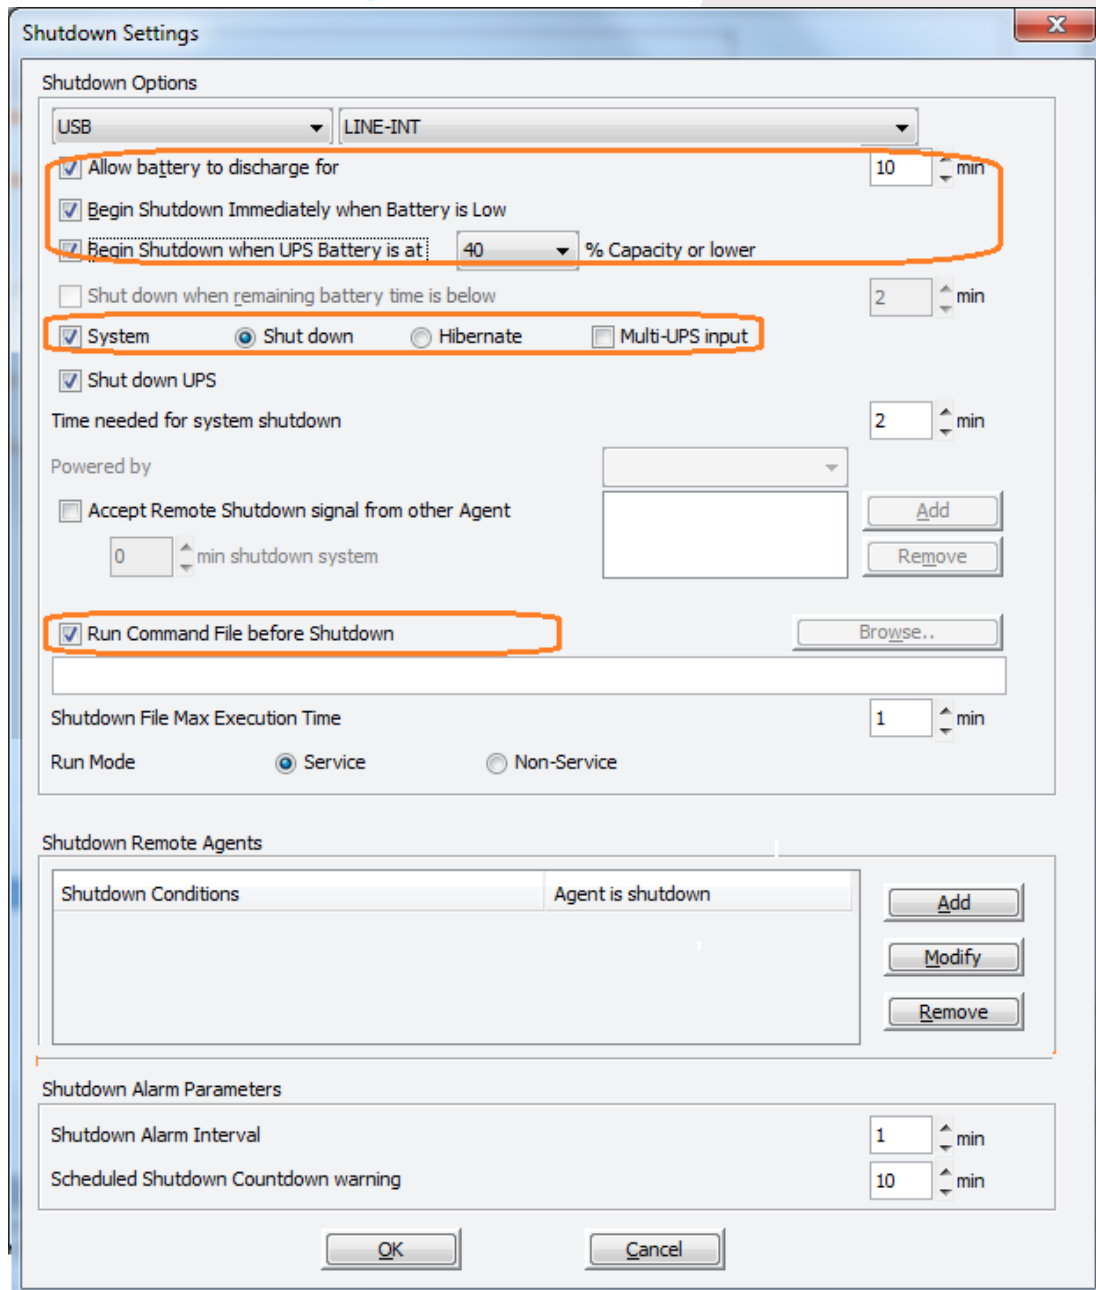 Shutdown Settings
Shutdown Options
USB LINE-INT
Allow battery to discharge for 10 min
Begin Shutdown Immediately when Battery is Low
Begin Shutdown when UPS Battery is at 40 % Capacity or lower
Shut down when remaining battery time is below 2 min
System Shut down Hibernate Multi-UPS input
Shut down UPS
Time needed for system shutdown 2 min
Powered by
Accept Remote Shutdown signal from other Agent Add
0 min shutdown system Remove
Run Command File before Shutdown Browse..
Shutdown File Max Execution Time 1 min
Run Mode Service Non-Service
Shutdown Remote Agents
Shutdown Conditions Agent is shutdown
Add
Modify
Remove
Shutdown Alarm Parameters
Shutdown Alarm Interval 1 min
Scheduled Shutdown Countdown warning 10 min
OK Cancel